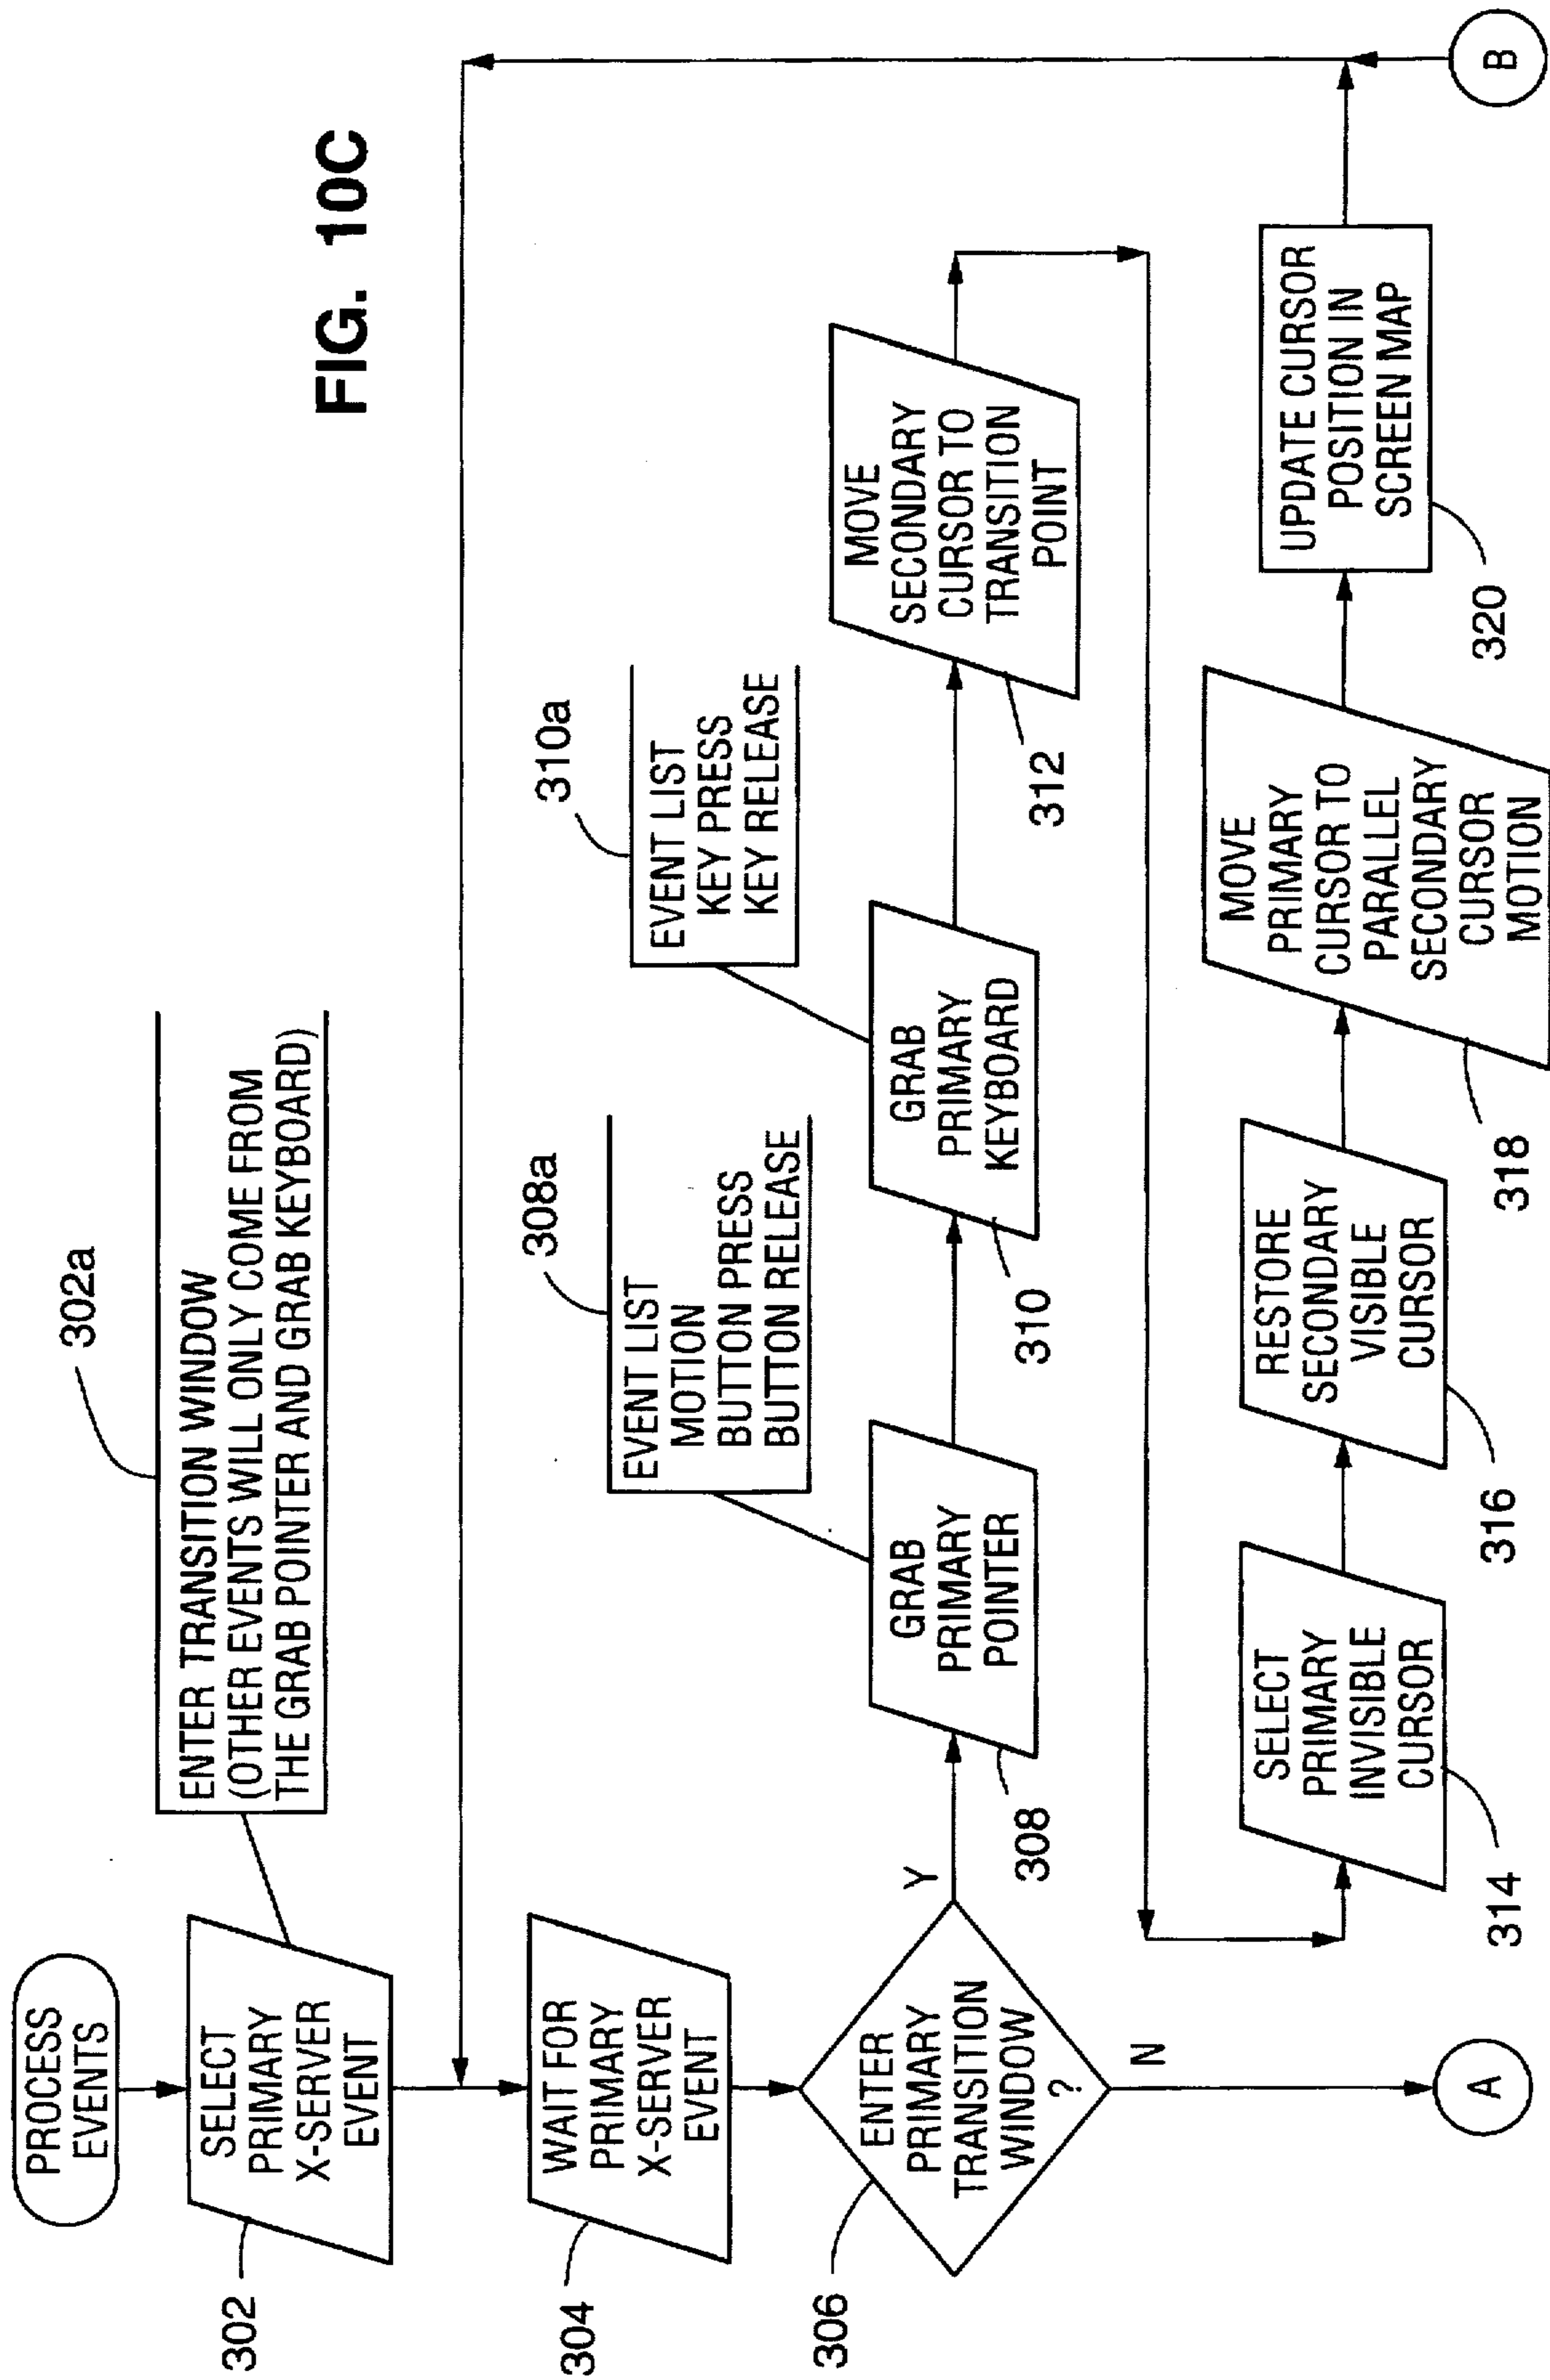 FIG. 10C
PROCESS
EVENTS
302a
ENTER TRANSITION WINDOW
(OTHER EVENTS WILL ONLY COME FROM
THE GRAB POINTER AND GRAB KEYBOARD)
SELECT
PRIMARY
X-SERVER
EVENT
302
WAIT FOR
PRIMARY
X-SERVER
EVENT
304
ENTER
PRIMARY
TRANSITION
WINDOW
?
306
Y
N
A
308a
EVENT LIST
MOTION
BUTTON PRESS
BUTTON RELEASE
GRAB
PRIMARY
POINTER
308
310a
EVENT LIST
KEY PRESS
KEY RELEASE
GRAB
PRIMARY
KEYBOARD
310
MOVE
SECONDARY
CURSOR TO
TRANSITION
POINT
312
SELECT
PRIMARY
INVISIBLE
CURSOR
314
RESTORE
SECONDARY
VISIBLE
CURSOR
316
MOVE
PRIMARY
CURSOR TO
PARALLEL
SECONDARY
CURSOR
MOTION
318
UPDATE CURSOR
POSITION IN
SCREEN MAP
320
B